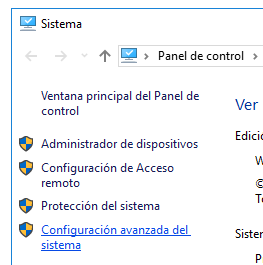 Sistema
Panel de control
Ventana principal del Panel de
control
Ver
Edició
Administrador de dispositivos
W
Configuración de Acceso
remoto
©
To
Protección del sistema
Configuración avanzada del
sistema
Sister
P